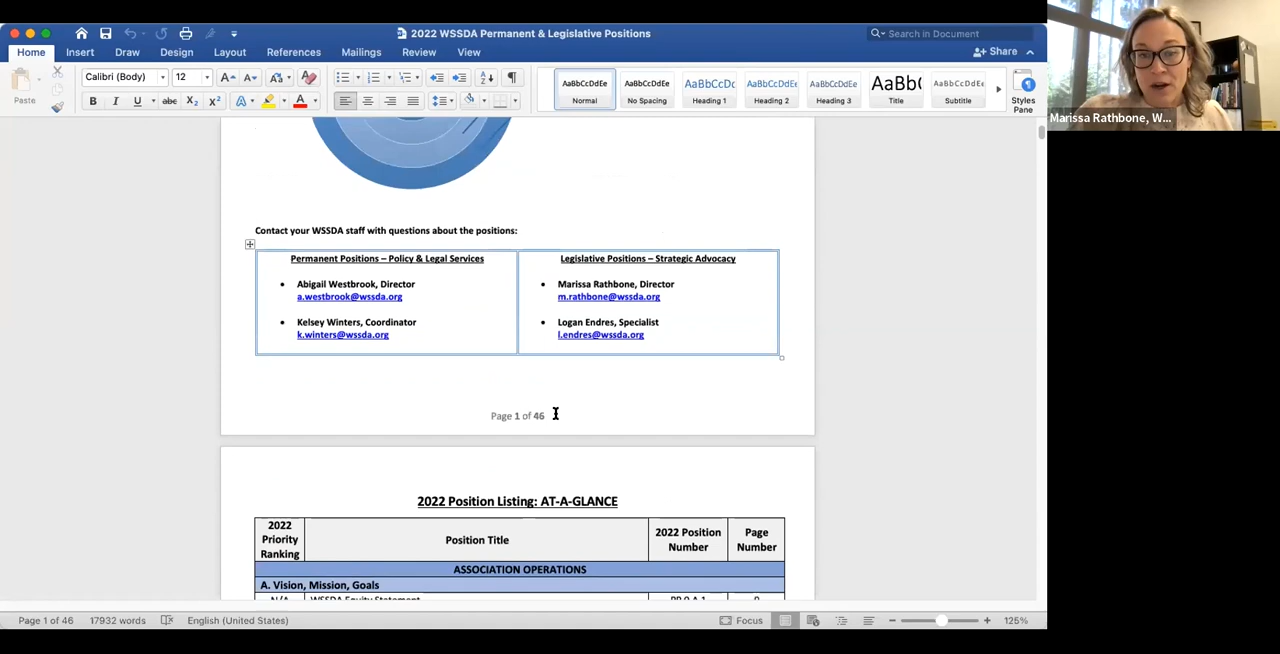 2022 WSSDA Permanent & Legislative Positions
Search in Document
Home Insert Draw Design Layout References Mailings Review View
Share
Paste
Calibri (Body) 12
AaBbCcDdEe AaBbCcDdEe AaBbCcDc AaBbCcDdEe AaBbCcDdEe AaBbC AaBbCcDdEe
Normal No Spacing Heading 1 Heading 2 Heading 3 Title Subtitle
Styles
Pane
Marissa Rathbone, W...
Contact your WSSDA staff with questions about the positions:
Permanent Positions – Policy & Legal Services
• Abigail Westbrook, Director
a.westbrook@wssda.org
• Kelsey Winters, Coordinator
k.winters@wssda.org
Legislative Positions – Strategic Advocacy
• Marissa Rathbone, Director
m.rathbone@wssda.org
• Logan Endres, Specialist
l.endres@wssda.org
Page 1 of 46
2022 Position Listing: AT-A-GLANCE
2022
Priority
Ranking
Position Title
2022 Position
Number
Page
Number
ASSOCIATION OPERATIONS
A. Vision, Mission, Goals
N/A WSSDA Equity Statement
Page 1 of 46 17932 words English (United States) Focus 125%